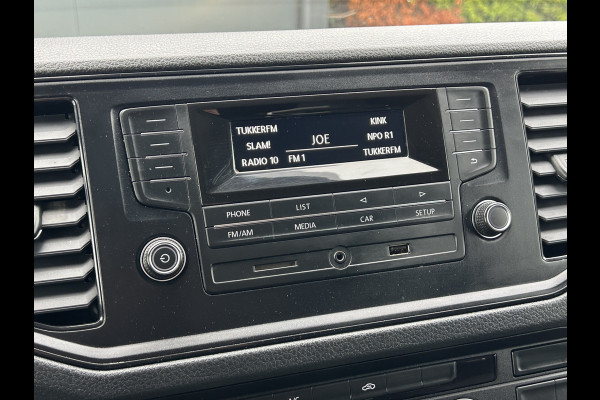 TUKKERFM
KINK
SLAM!
JOE
NPO R1
RADIO 10
FM 1
TUKKERFM
PHONE
LIST
FM/AM
MEDIA
CAR
SETUP